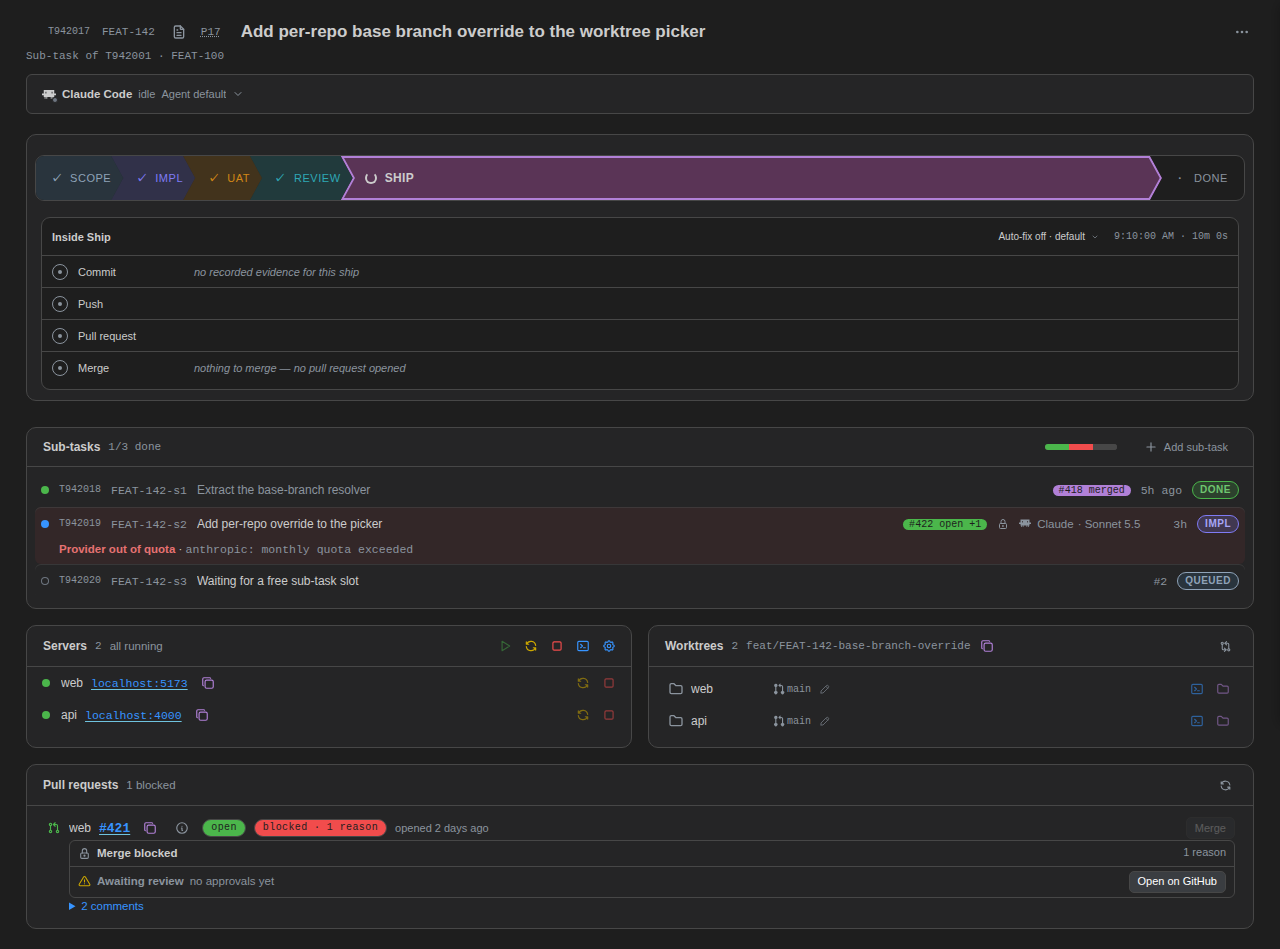 T942017 FEAT-142 P17 Add per-repo base branch override to the worktree picker
Sub-task of T942001 · FEAT-100
Claude Code idle Agent default
SCOPE IMPL UAT REVIEW SHIP DONE
Inside Ship Auto-fix off · default 9:10:00 AM · 10m 0s
Commit no recorded evidence for this ship
Push
Pull request
Merge nothing to merge — no pull request opened
Sub-tasks 1/3 done Add sub-task
T942018 FEAT-142-s1 Extract the base-branch resolver #418 merged 5h ago DONE
T942019 FEAT-142-s2 Add per-repo override to the picker #422 open +1 Claude · Sonnet 5.5 3h IMPL
Provider out of quota · anthropic: monthly quota exceeded
T942020 FEAT-142-s3 Waiting for a free sub-task slot #2 QUEUED
Servers 2 all running
web localhost:5173
api localhost:4000
Worktrees 2 feat/FEAT-142-base-branch-override
web main
api main
Pull requests 1 blocked
web #421 open blocked · 1 reason opened 2 days ago Merge
Merge blocked 1 reason
Awaiting review no approvals yet Open on GitHub
2 comments